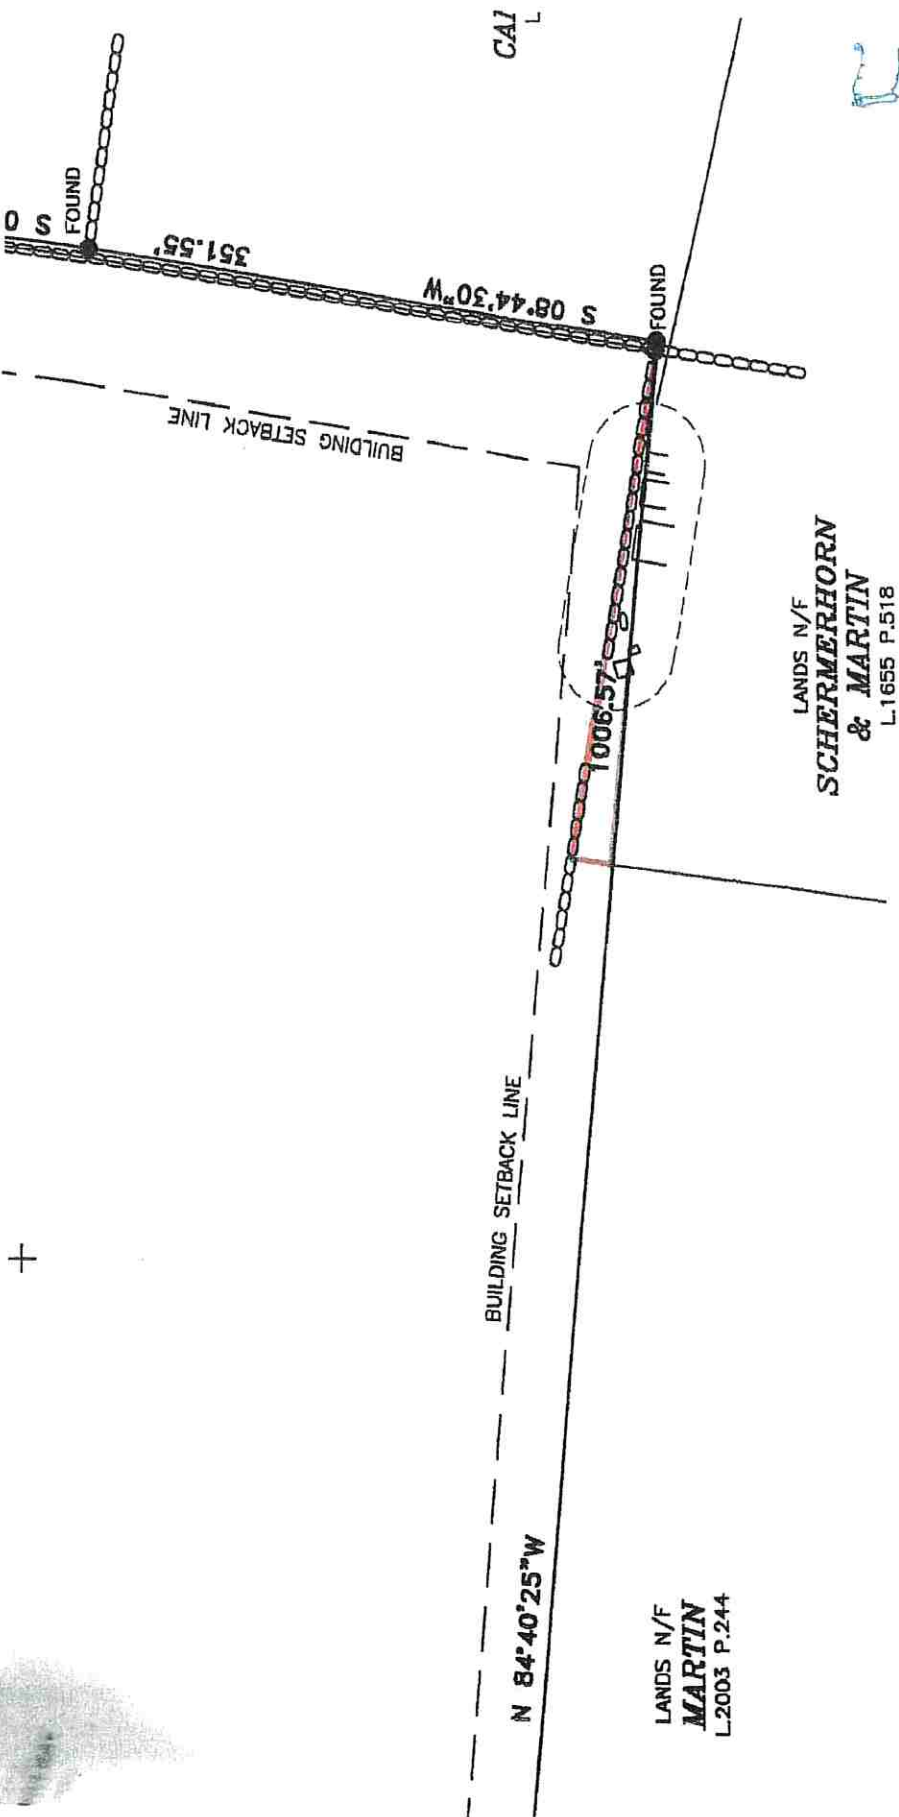 CAI
L
S 0
FOUND
351.55'
S 08°44'30"W
FOUND
BUILDING SETBACK LINE
1006.57'
LANDS N/F
SCHERMERHORN
& MARTIN
L.1655 P.518
BUILDING SETBACK LINE
N 84°40'25"W
LANDS N/F
MARTIN
L.2003 P.244